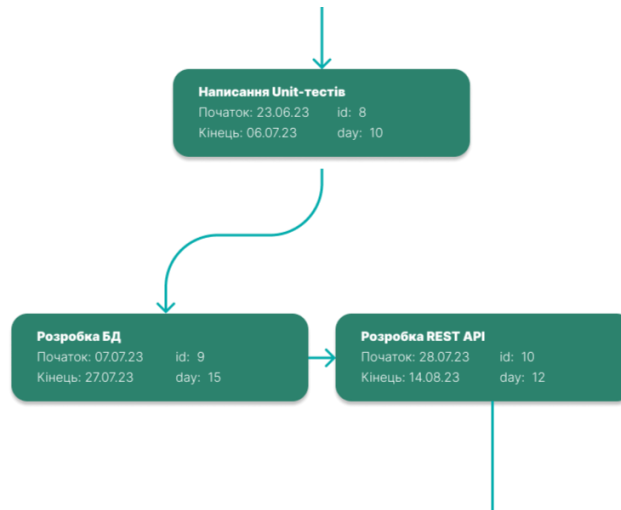 Написання Unit-тестів
Початок: 23.06.23 id: 8
Кінець: 06.07.23 day: 10
Розробка БД
Початок: 07.07.23 id: 9
Кінець: 27.07.23 day: 15
Розробка REST API
Початок: 28.07.23 id: 10
Кінець: 14.08.23 day: 12